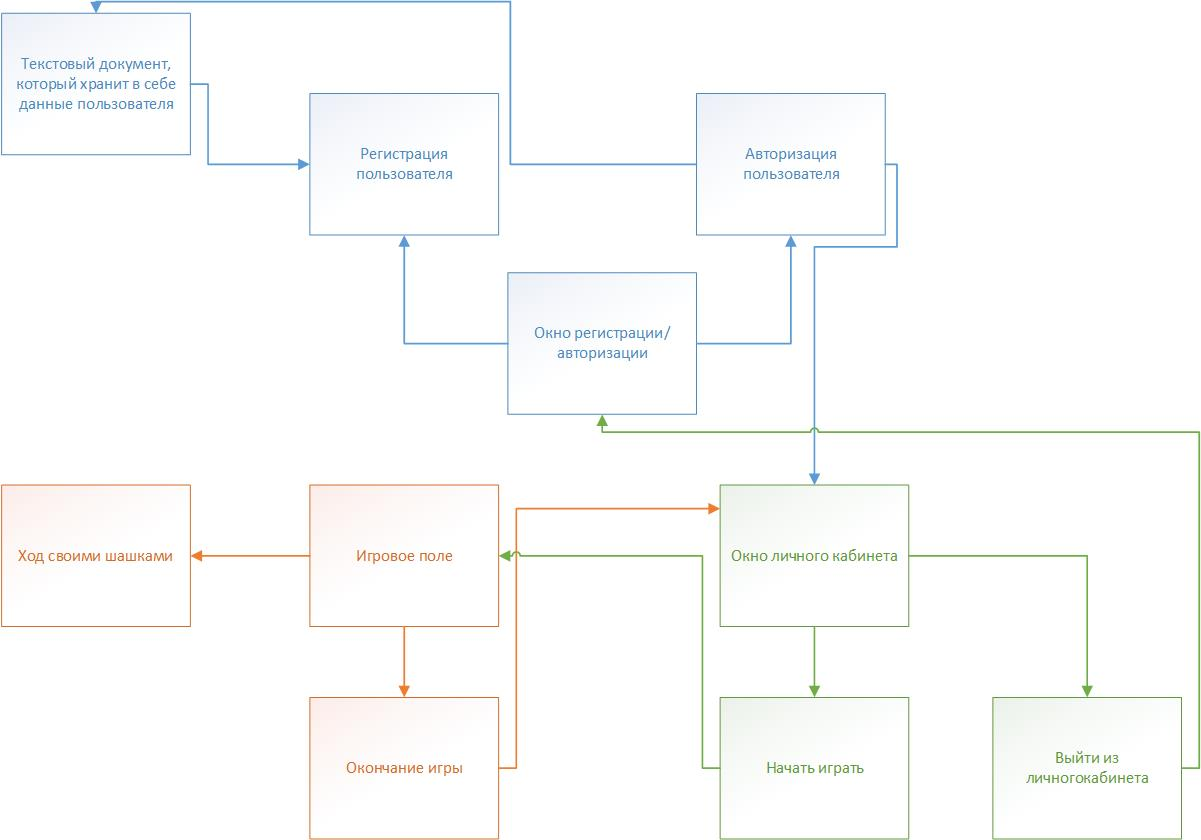 Текстовый документ,
который хранит в себе
данные пользователя
Регистрация
пользователя
Авторизация
пользователя
Окно регистрации/
авторизации
Ход своими шашками
Игровое поле
Окно личного кабинета
Окончание игры
Начать играть
Выйти из
личногокабинета